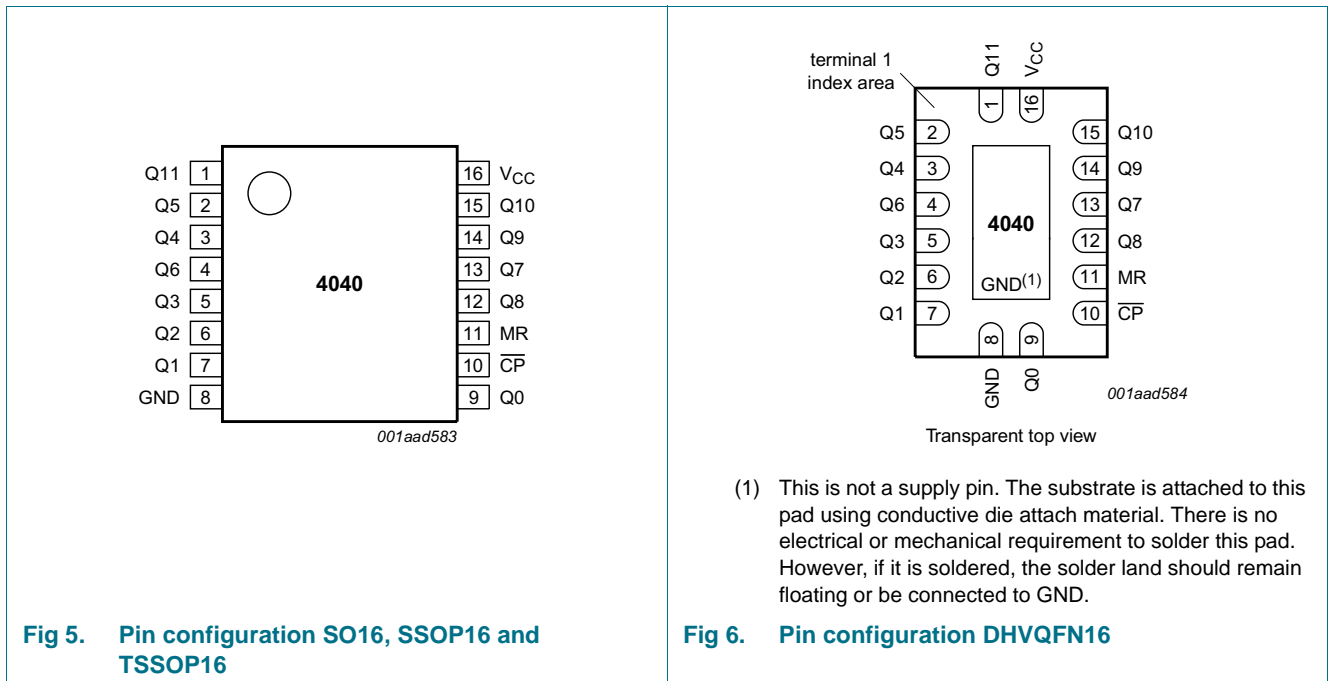 Q11 1
Q5 2
Q4 3
Q6 4
Q3 5
Q2 6
Q1 7
GND 8
4040
16 VCC
15 Q10
14 Q9
13 Q7
12 Q8
11 MR
10 C̅P̅
9 Q0
001aad583
Fig 5. Pin configuration SO16, SSOP16 and
TSSOP16
terminal 1
index area
Q11
VCC
1
16
Q5 2
Q4 3
Q6 4
Q3 5
Q2 6
Q1 7
4040
GND(1)
15 Q10
14 Q9
13 Q7
12 Q8
11 MR
10 C̅P̅
8
9
GND
Q0
001aad584
Transparent top view
(1) This is not a supply pin. The substrate is attached to this
pad using conductive die attach material. There is no
electrical or mechanical requirement to solder this pad.
However, if it is soldered, the solder land should remain
floating or be connected to GND.
Fig 6. Pin configuration DHVQFN16